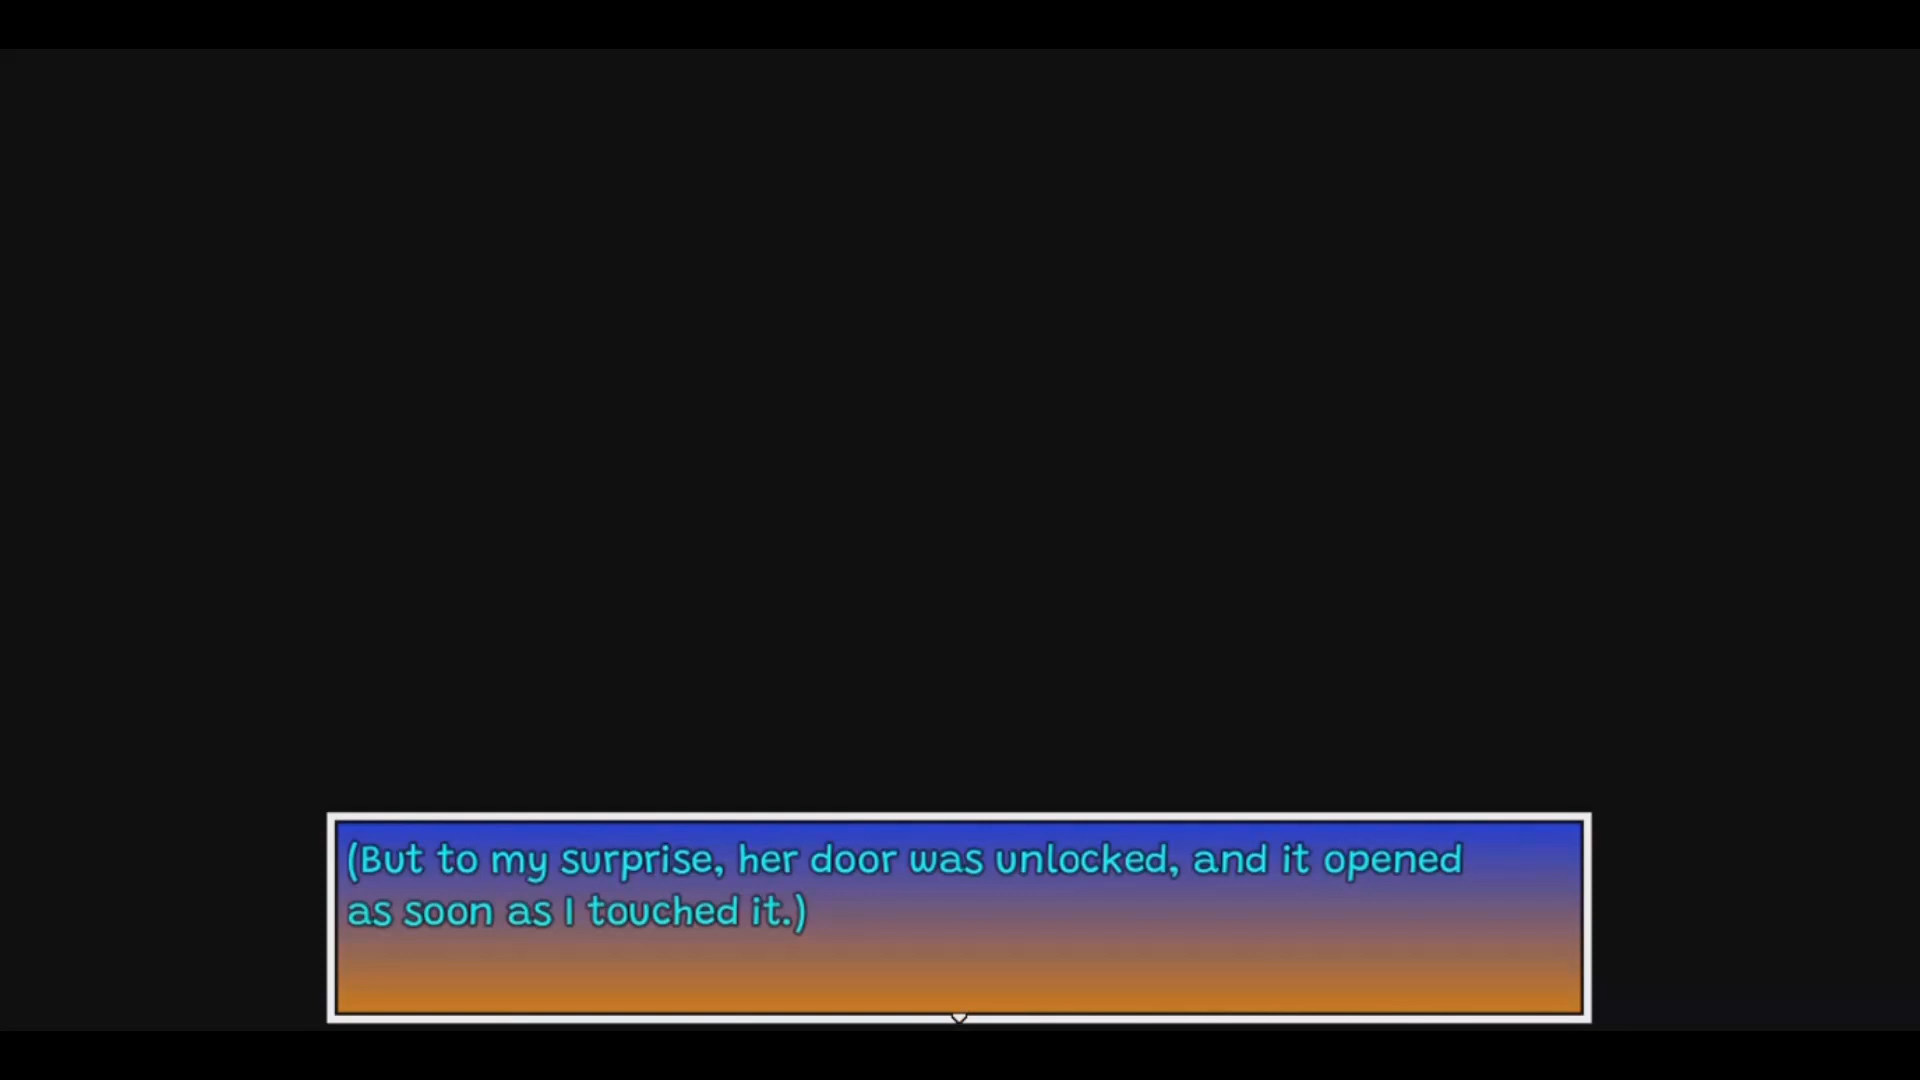 (But to my surprise, her door was unlocked, and it opened
as soon as I touched it.)